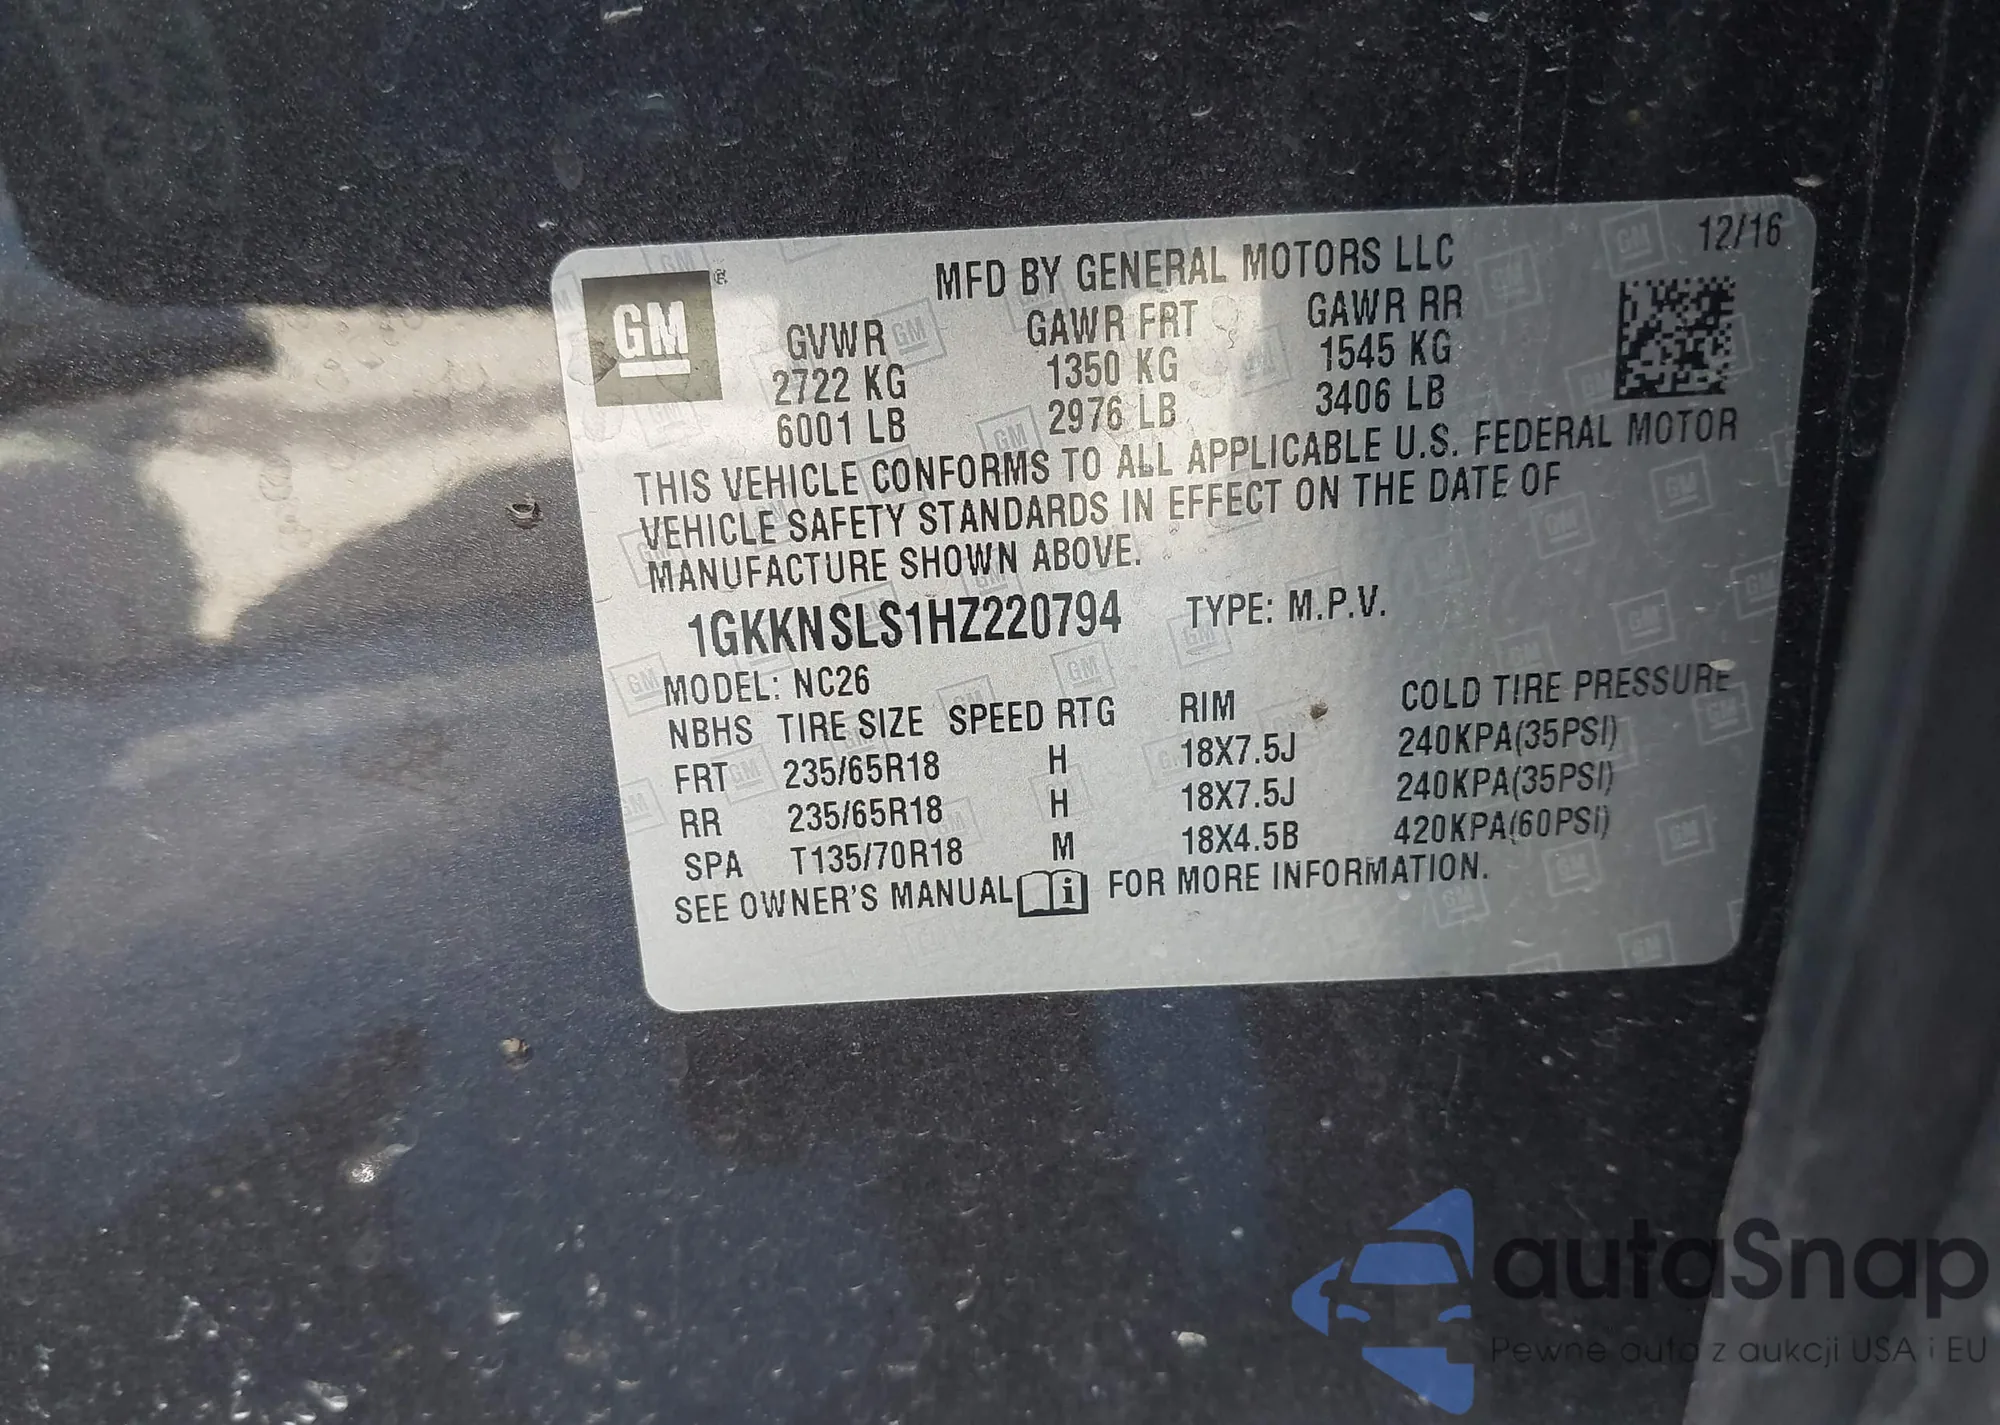 12/16
GM ®
MFD BY GENERAL MOTORS LLC
GVWR GAWR FRT GAWR RR
2722 KG 1350 KG 1545 KG
6001 LB 2976 LB 3406 LB
THIS VEHICLE CONFORMS TO ALL APPLICABLE U.S. FEDERAL MOTOR
VEHICLE SAFETY STANDARDS IN EFFECT ON THE DATE OF
MANUFACTURE SHOWN ABOVE.
1GKKNSLS1HZ220794 TYPE: M.P.V.
MODEL: NC26
NBHS TIRE SIZE SPEED RTG RIM COLD TIRE PRESSURE
FRT 235/65R18 H 18X7.5J 240KPA(35PSI)
RR 235/65R18 H 18X7.5J 240KPA(35PSI)
SPA T135/70R18 M 18X4.5B 420KPA(60PSI)
SEE OWNER'S MANUAL i FOR MORE INFORMATION.
autaSnap
Pewne auta z aukcji USA i EU